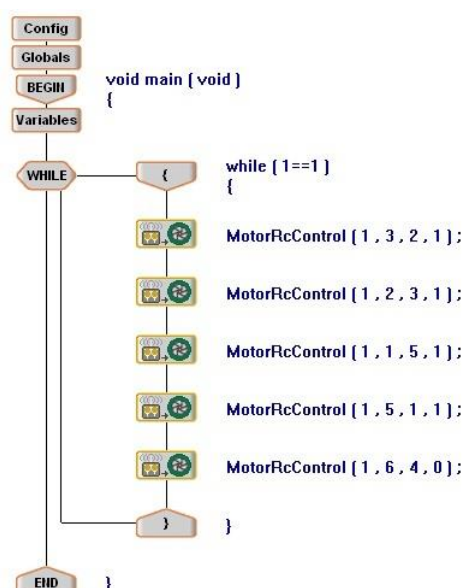 Config
Globals
BEGIN void main ( void )
{
Variables
WHILE { while ( 1==1 )
{
MotorRcControl ( 1 , 3 , 2 , 1 ) ;
MotorRcControl ( 1 , 2 , 3 , 1 ) ;
MotorRcControl ( 1 , 1 , 5 , 1 ) ;
MotorRcControl ( 1 , 5 , 1 , 1 ) ;
MotorRcControl ( 1 , 6 , 4 , 0 ) ;
} }
END }